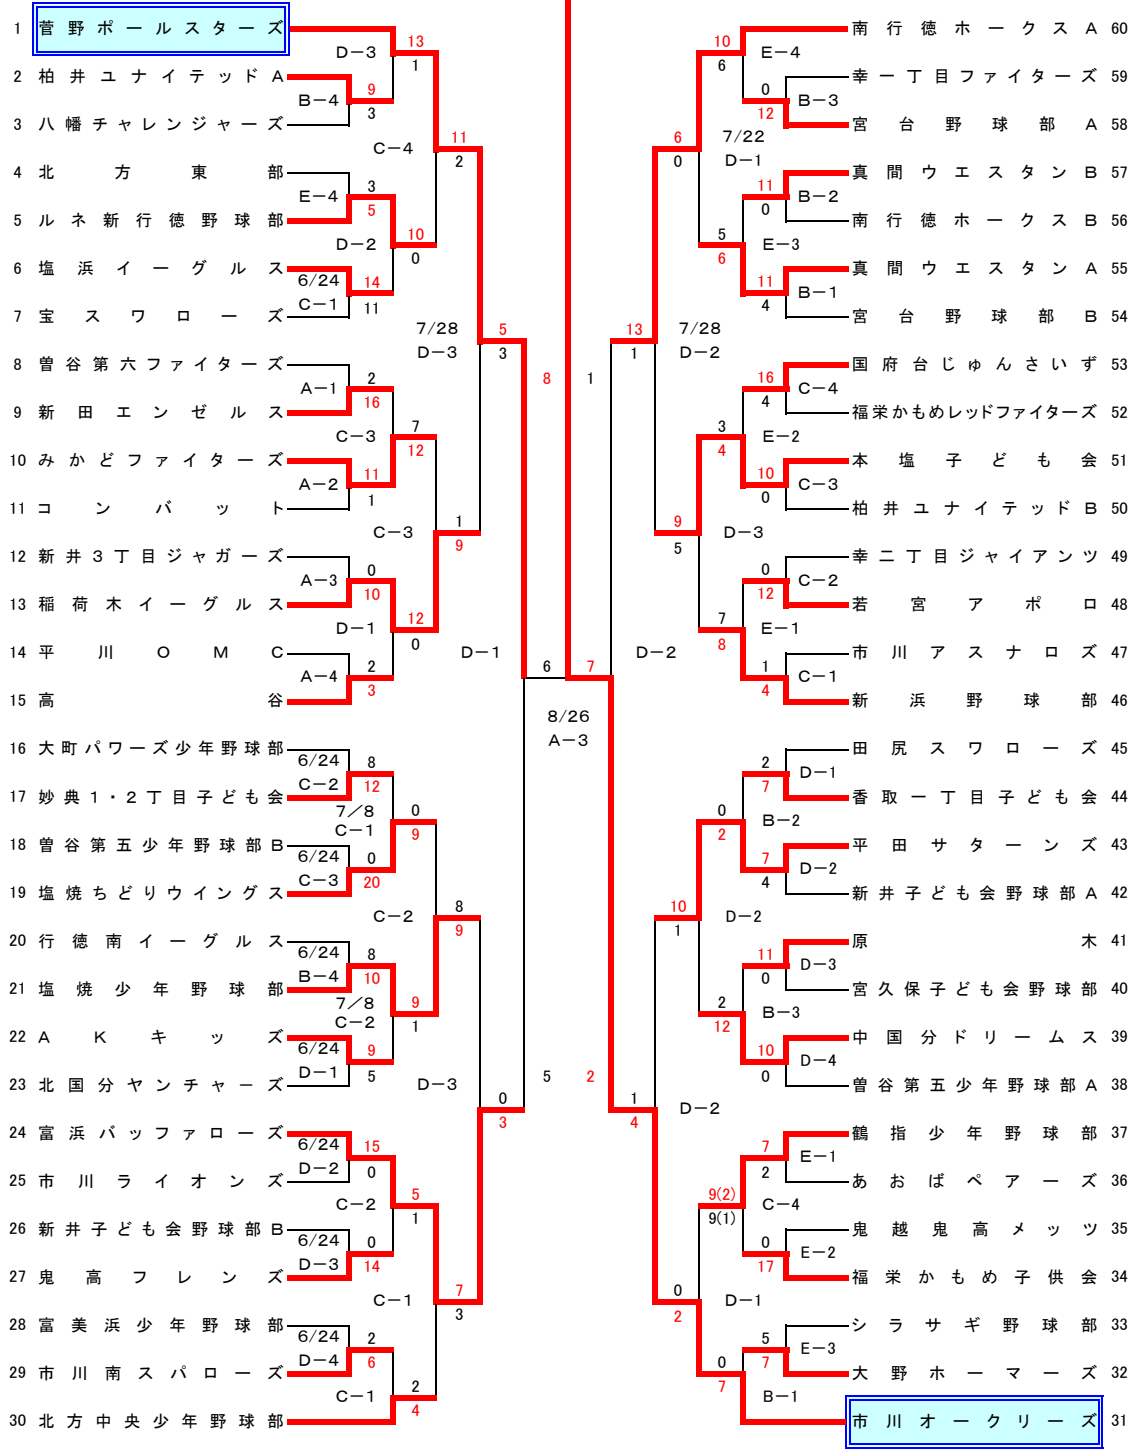 1 菅野ポールスターズ
2 柏井ユナイテッドA
3 八幡チャレンジャーズ
4 北方東部
5 ルネ新行徳野球部
6 塩浜イーグルス
7 宝スワローズ
8 曽谷第六ファイターズ
9 新田エンゼルス
10 みかどファイターズ
11 コンバット
12 新井3丁目ジャガーズ
13 稲荷木イーグルス
14 平川OMC
15 高谷
16 大町パワーズ少年野球部
17 妙典1・2丁目子ども会
18 曽谷第五少年野球部B
19 塩焼ちどりウイングス
20 行徳南イーグルス
21 塩焼少年野球部
22 AKキッズ
23 北国分ヤンチャーズ
24 富浜バッファローズ
25 市川ライオンズ
26 新井子ども会野球部B
27 鬼高フレンズ
28 富美浜少年野球部
29 市川南スパローズ
30 北方中央少年野球部
D-3
13
1
B-4
9
3
C-4
11
2
E-4
3
5
D-2
10
0
6/24
C-1
14
11
7/28
D-3
5
3
A-1
2
16
C-3
7
12
A-2
11
1
C-3
1
9
A-3
0
10
D-1
12
0
A-4
2
3
D-1
6/24
C-2
8
12
7/8
C-1
0
9
6/24
C-3
0
20
C-2
8
9
6/24
B-4
8
10
7/8
C-2
9
1
6/24
D-1
9
5
D-3
0
3
6/24
D-2
15
0
C-2
5
1
6/24
D-3
0
14
C-1
7
3
6/24
D-4
2
6
C-1
2
4
8
1
6
7
8/26
A-3
5
2
南行徳ホークスA 60
幸一丁目ファイターズ 59
宮台野球部A 58
真間ウエスタンB 57
南行徳ホークスB 56
真間ウエスタンA 55
宮台野球部B 54
国府台じゅんさいず 53
福栄かもめレッドファイターズ 52
本塩子ども会 51
柏井ユナイテッドB 50
幸二丁目ジャイアンツ 49
若宮アポロ 48
市川アスナロズ 47
新浜野球部 46
田尻スワローズ 45
香取一丁目子ども会 44
平田サターンズ 43
新井子ども会野球部A 42
原木 41
宮久保子ども会野球部 40
中国分ドリームス 39
曽谷第五少年野球部A 38
鶴指少年野球部 37
あおばペアーズ 36
鬼越鬼高メッツ 35
福栄かもめ子供会 34
シラサギ野球部 33
大野ホーマーズ 32
市川オークリーズ 31
10
6
E-4
0
12
B-3
6
0
7/22
D-1
11
0
B-2
5
6
E-3
11
4
B-1
13
1
7/28
D-2
16
4
C-4
3
4
E-2
10
0
C-3
9
5
D-3
0
12
C-2
7
8
E-1
1
4
C-1
D-2
2
7
D-1
0
2
B-2
7
4
D-2
10
1
D-2
11
0
D-3
2
12
B-3
10
0
D-4
1
4
D-2
7
2
E-1
9(2)
9(1)
C-4
0
17
E-2
0
2
D-1
5
7
E-3
0
7
B-1